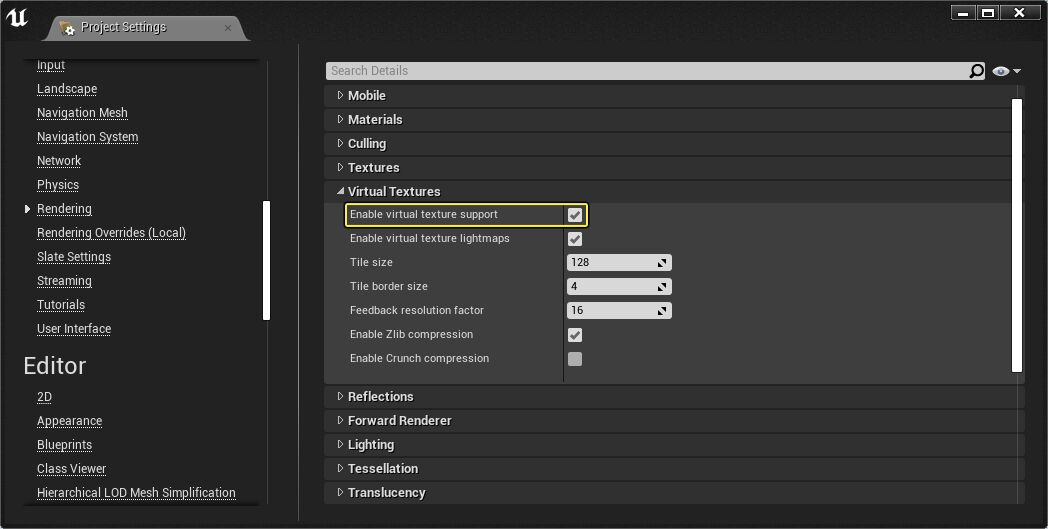 Project Settings
Input
Landscape
Navigation Mesh
Navigation System
Network
Physics
Rendering
Rendering Overrides (Local)
Slate Settings
Streaming
Tutorials
User Interface
Editor
2D
Appearance
Blueprints
Class Viewer
Hierarchical LOD Mesh Simplification
Search Details
Mobile
Materials
Culling
Textures
Virtual Textures
Enable virtual texture support
Enable virtual texture lightmaps
Tile size 128
Tile border size 4
Feedback resolution factor 16
Enable Zlib compression
Enable Crunch compression
Reflections
Forward Renderer
Lighting
Tessellation
Translucency